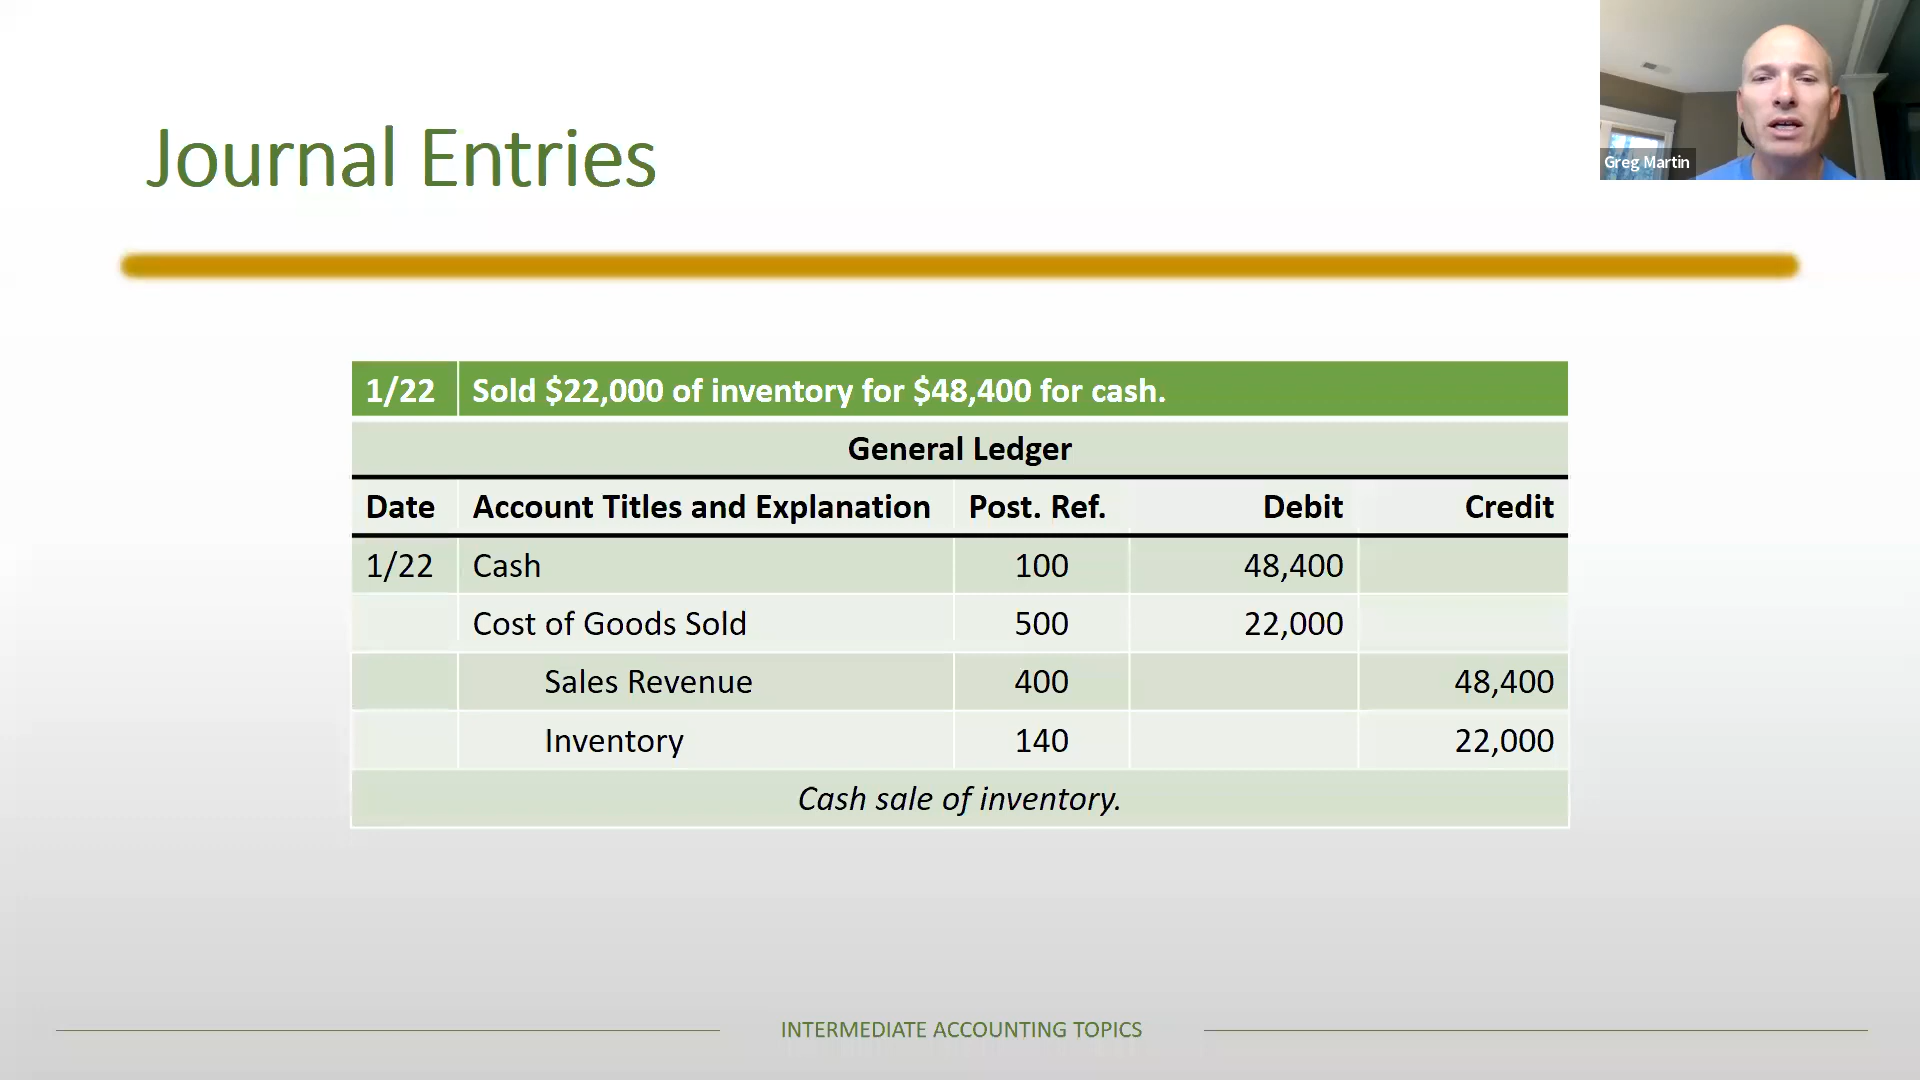 Journal Entries
Greg Martin
1/22 Sold $22,000 of inventory for $48,400 for cash.
General Ledger
Date Account Titles and Explanation Post. Ref. Debit Credit
1/22 Cash 100 48,400
Cost of Goods Sold 500 22,000
Sales Revenue 400 48,400
Inventory 140 22,000
Cash sale of inventory.
INTERMEDIATE ACCOUNTING TOPICS